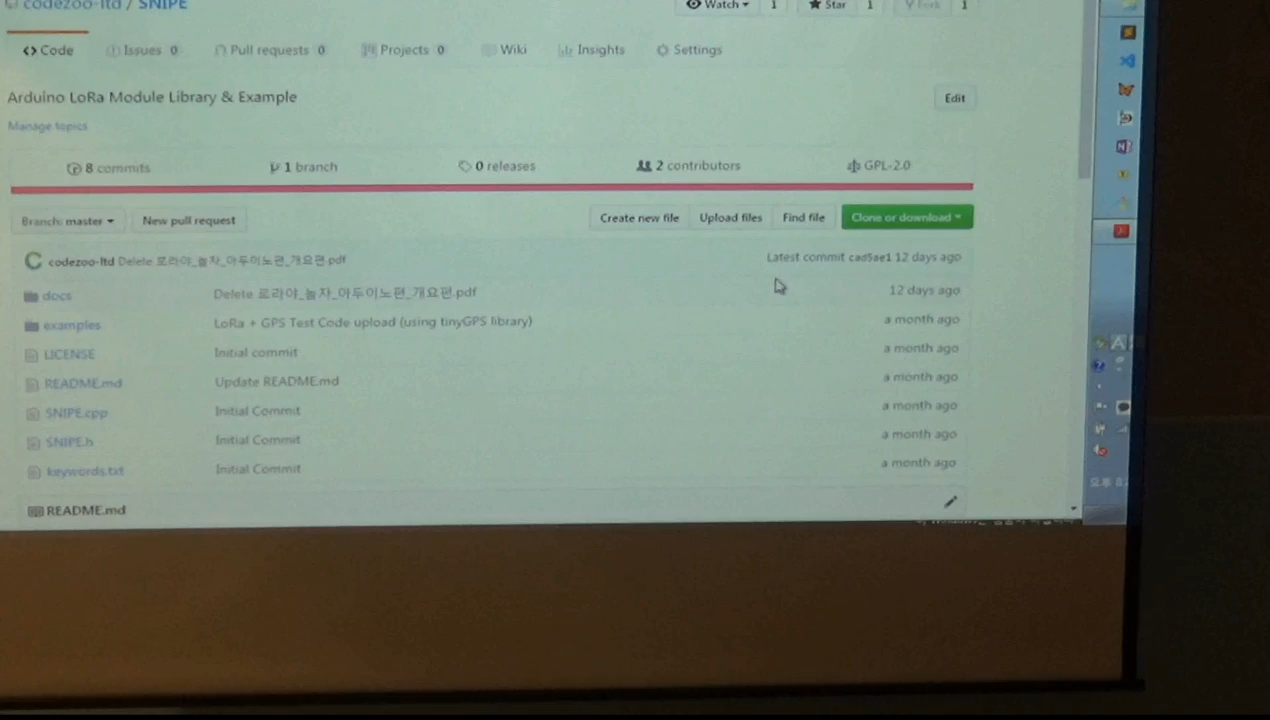 codezoo-ltd / SNIPE Watch 1 Star 1 Fork 1
Code Issues 0 Pull requests 0 Projects 0 Wiki Insights Settings
Arduino LoRa Module Library & Example Edit
Manage topics
8 commits 1 branch 0 releases 2 contributors GPL-2.0
Branch: master New pull request Create new file Upload files Find file Clone or download
codezoo-ltd Delete 로라야_놀자_아두이노편_개요편.pdf Latest commit cad5ae1 12 days ago
docs Delete 로라야_놀자_아두이노편_개요편.pdf 12 days ago
examples LoRa + GPS Test Code upload (using tinyGPS library) a month ago
LICENSE Initial commit a month ago
README.md Update README.md a month ago
SNIPE.cpp Initial Commit a month ago
SNIPE.h Initial Commit a month ago
keywords.txt Initial Commit a month ago
README.md